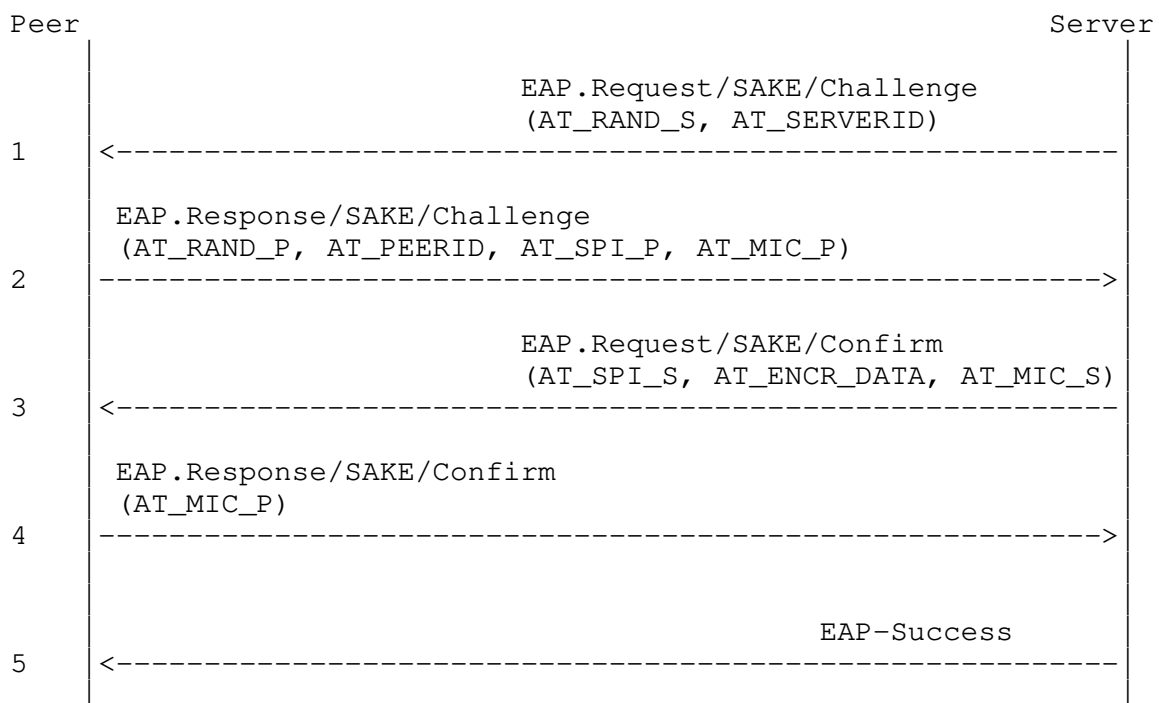 Peer Server
EAP.Request/SAKE/Challenge
(AT_RAND_S, AT_SERVERID)
1
EAP.Response/SAKE/Challenge
(AT_RAND_P, AT_PEERID, AT_SPI_P, AT_MIC_P)
2
EAP.Request/SAKE/Confirm
(AT_SPI_S, AT_ENCR_DATA, AT_MIC_S)
3
EAP.Response/SAKE/Confirm
(AT_MIC_P)
4
EAP-Success
5